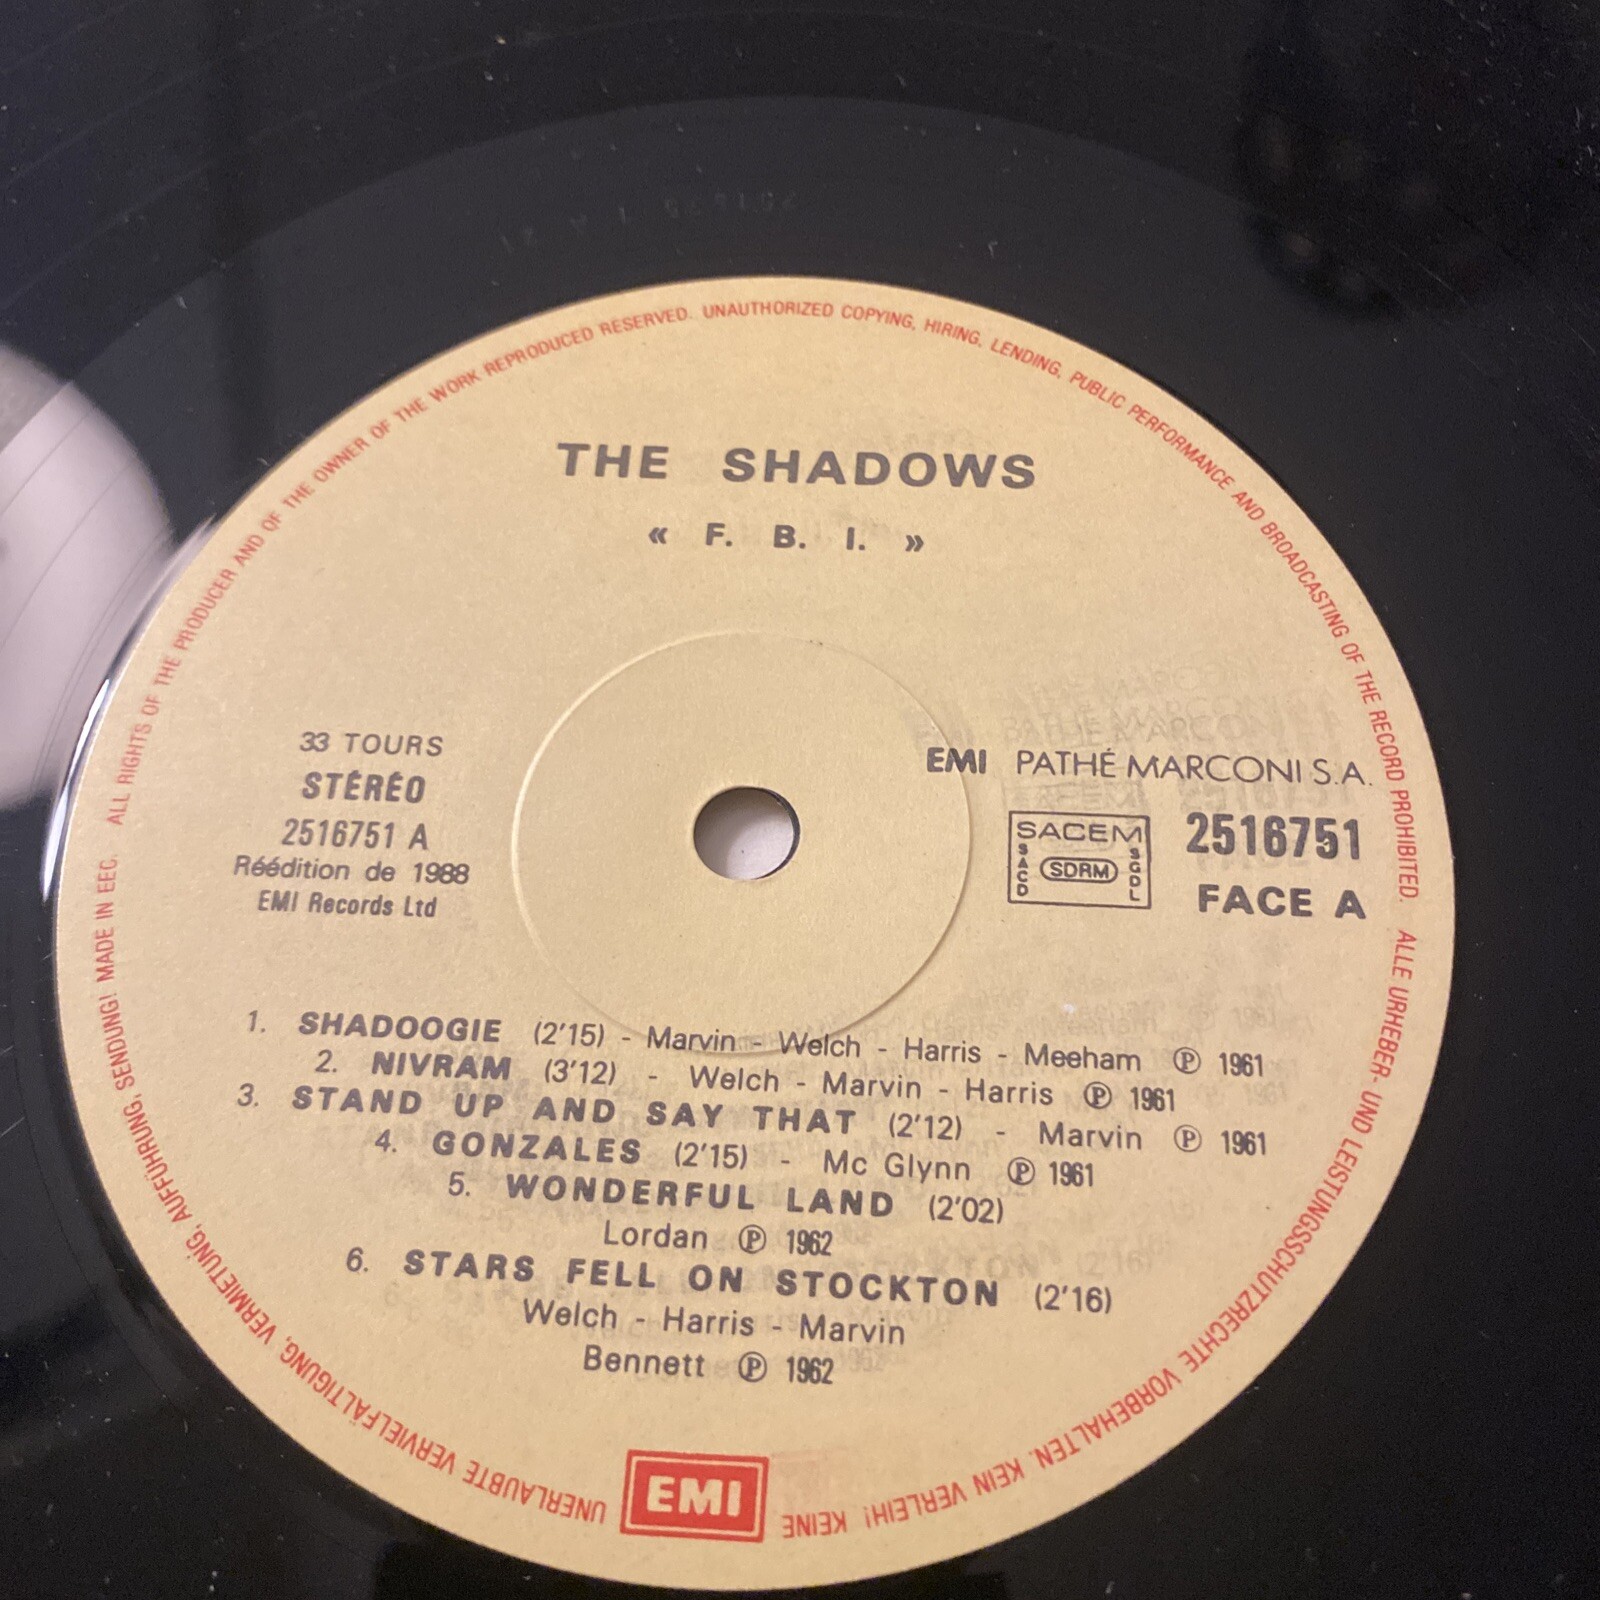 ALL RIGHTS OF THE PRODUCER AND OF THE OWNER OF THE WORK REPRODUCED RESERVED. UNAUTHORIZED COPYING, HIRING, LENDING, PUBLIC PERFORMANCE AND BROADCASTING OF THE RECORD PROHIBITED.
THE SHADOWS
« F. B. I. »
33 TOURS
STÉRÉO
2516751 A
Réédition de 1988
EMI Records Ltd
EMI PATHÉ MARCONI S.A.
SACEM
SACD
SDRM
SGDL
2516751
FACE A
1. SHADOOGIE (2'15) - Marvin - Welch - Harris - Meeham ℗ 1961
2. NIVRAM (3'12) - Welch - Marvin - Harris ℗ 1961
3. STAND UP AND SAY THAT (2'12) - Marvin ℗ 1961
4. GONZALES (2'15) - Mc Glynn ℗ 1961
5. WONDERFUL LAND (2'02)
Lordan ℗ 1962
6. STARS FELL ON STOCKTON (2'16)
Welch - Harris - Marvin
Bennett ℗ 1962
ALLE URHEBER- UND LEISTUNGSSCHUTZRECHTE VORBEHALTEN. KEIN VERLEIH! KEINE
UNERLAUBTE VERVIELFÄLTIGUNG, VERMIETUNG, AUFFÜHRUNG, SENDUNG! MADE IN EEC.
EMI